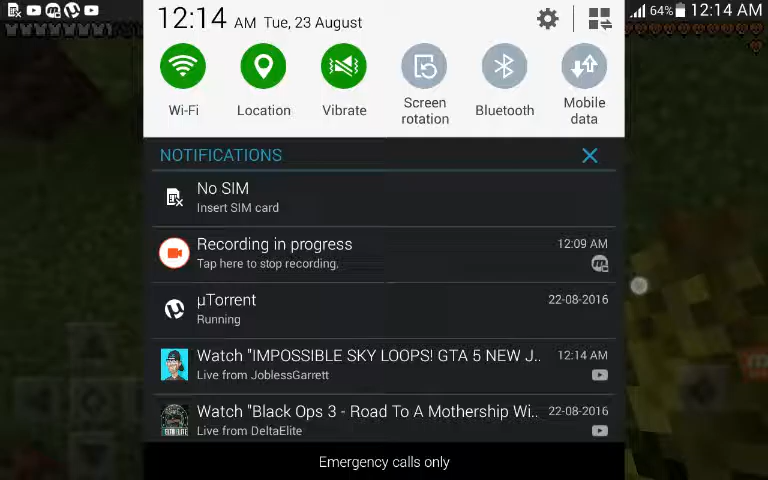 12:14 AM Tue, 23 August
64% 12:14 AM
Wi-Fi
Location
Vibrate
Screen rotation
Bluetooth
Mobile data
NOTIFICATIONS
No SIM
Insert SIM card
Recording in progress
12:09 AM
Tap here to stop recording.
µTorrent
22-08-2016
Running
Watch "IMPOSSIBLE SKY LOOPS! GTA 5 NEW J..
12:14 AM
Live from JoblessGarrett
Watch "Black Ops 3 - Road To A Mothership Wi..
22-08-2016
Live from DeltaElite
Emergency calls only